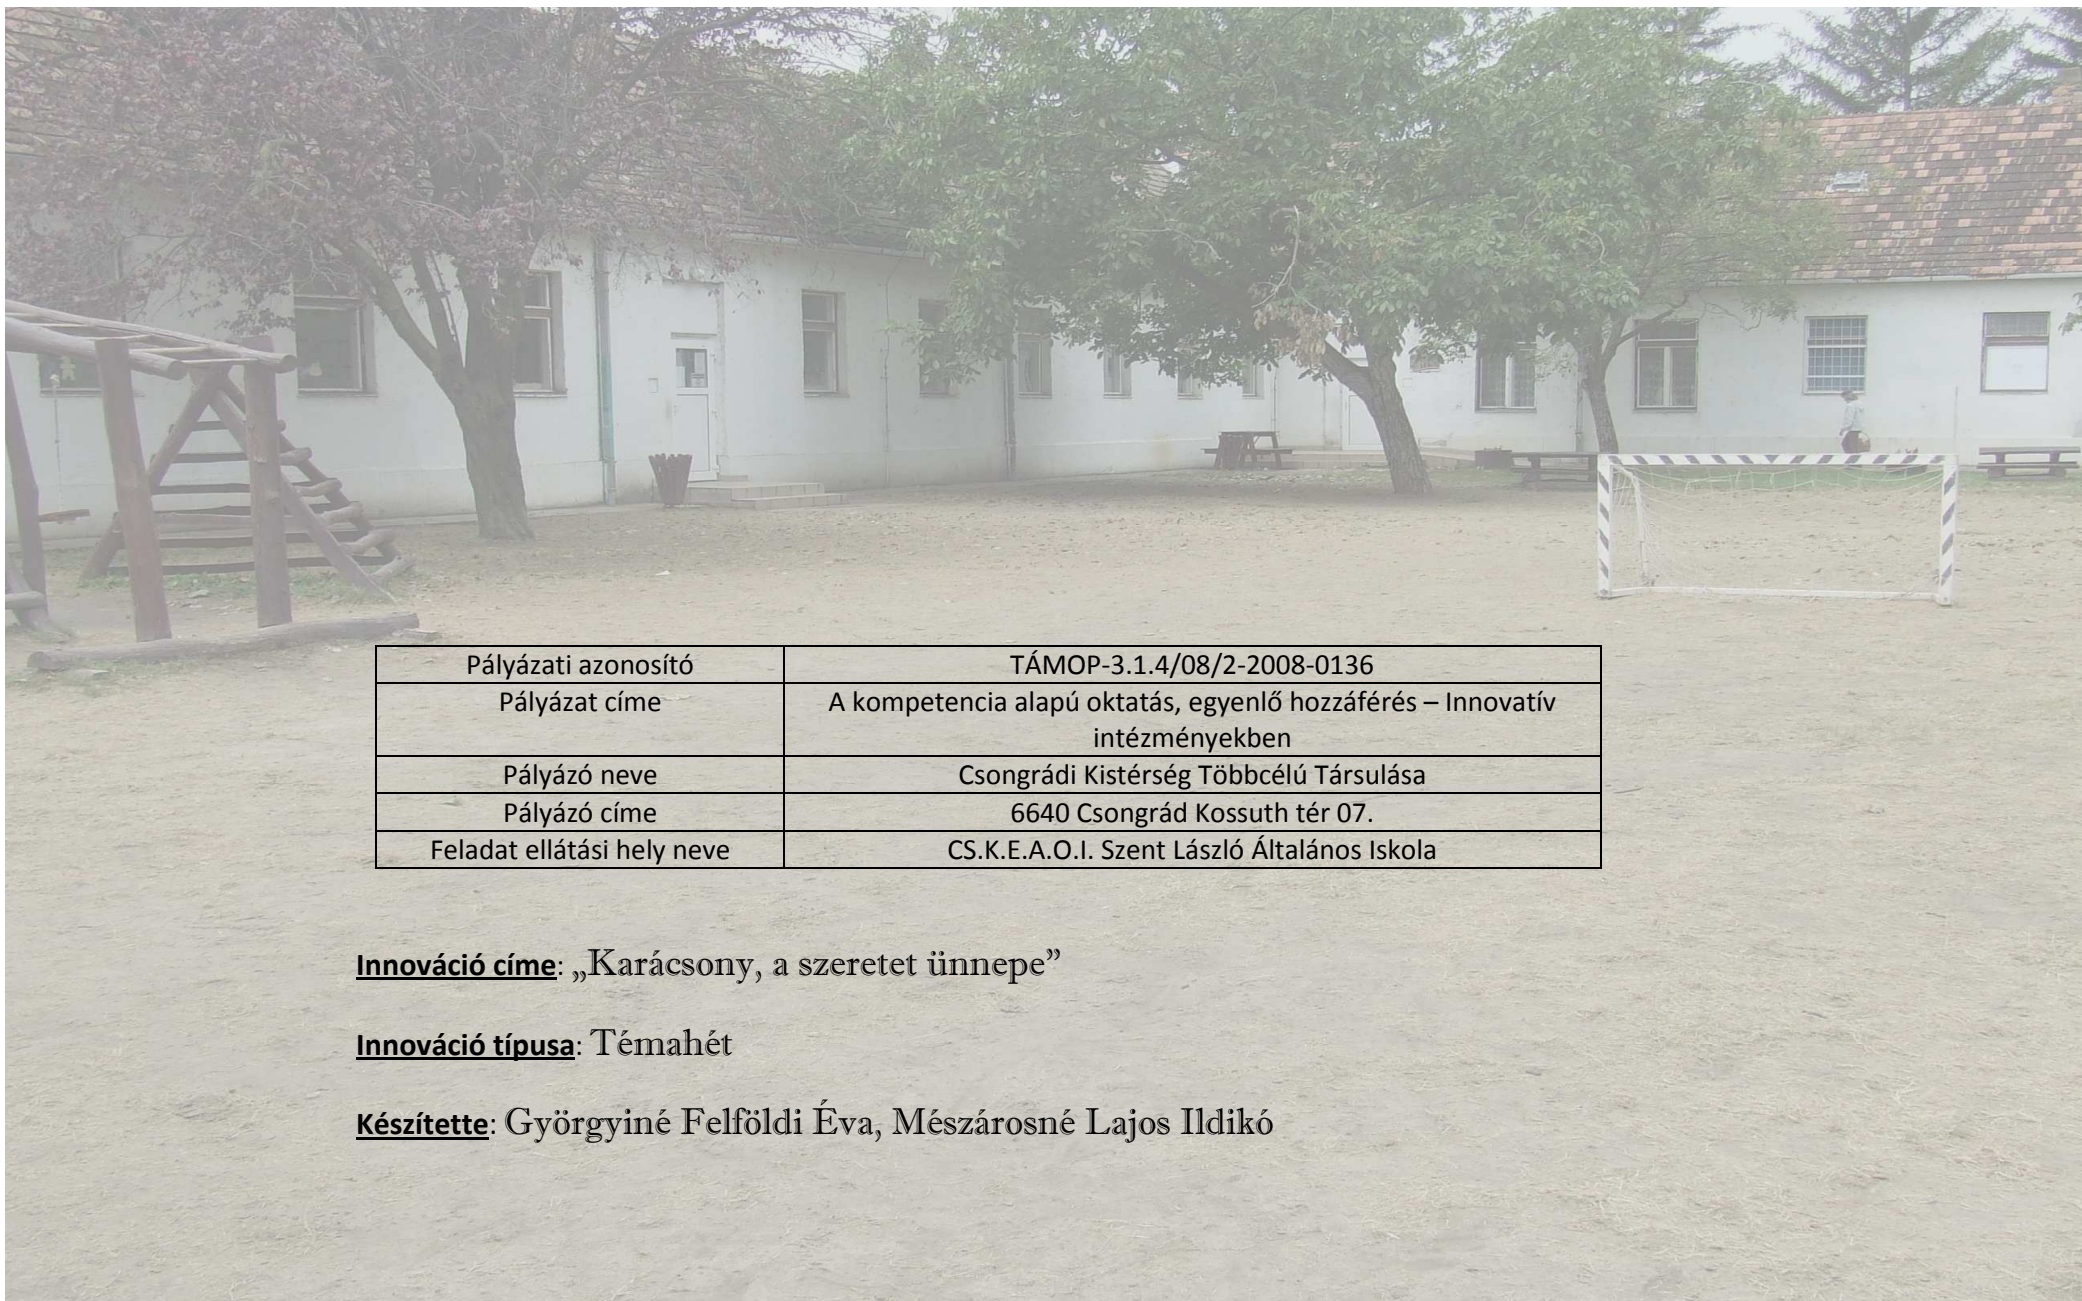 Pályázati azonosító TÁMOP-3.1.4/08/2-2008-0136
Pályázat címe A kompetencia alapú oktatás, egyenlő hozzáférés – Innovatív
intézményekben
Pályázó neve Csongrádi Kistérség Többcélú Társulása
Pályázó címe 6640 Csongrád Kossuth tér 07.
Feladat ellátási hely neve CS.K.E.A.O.I. Szent László Általános Iskola
Innováció címe: „Karácsony, a szeretet ünnepe”
Innováció típusa: Témahét
Készítette: Györgyiné Felföldi Éva, Mészárosné Lajos Ildikó